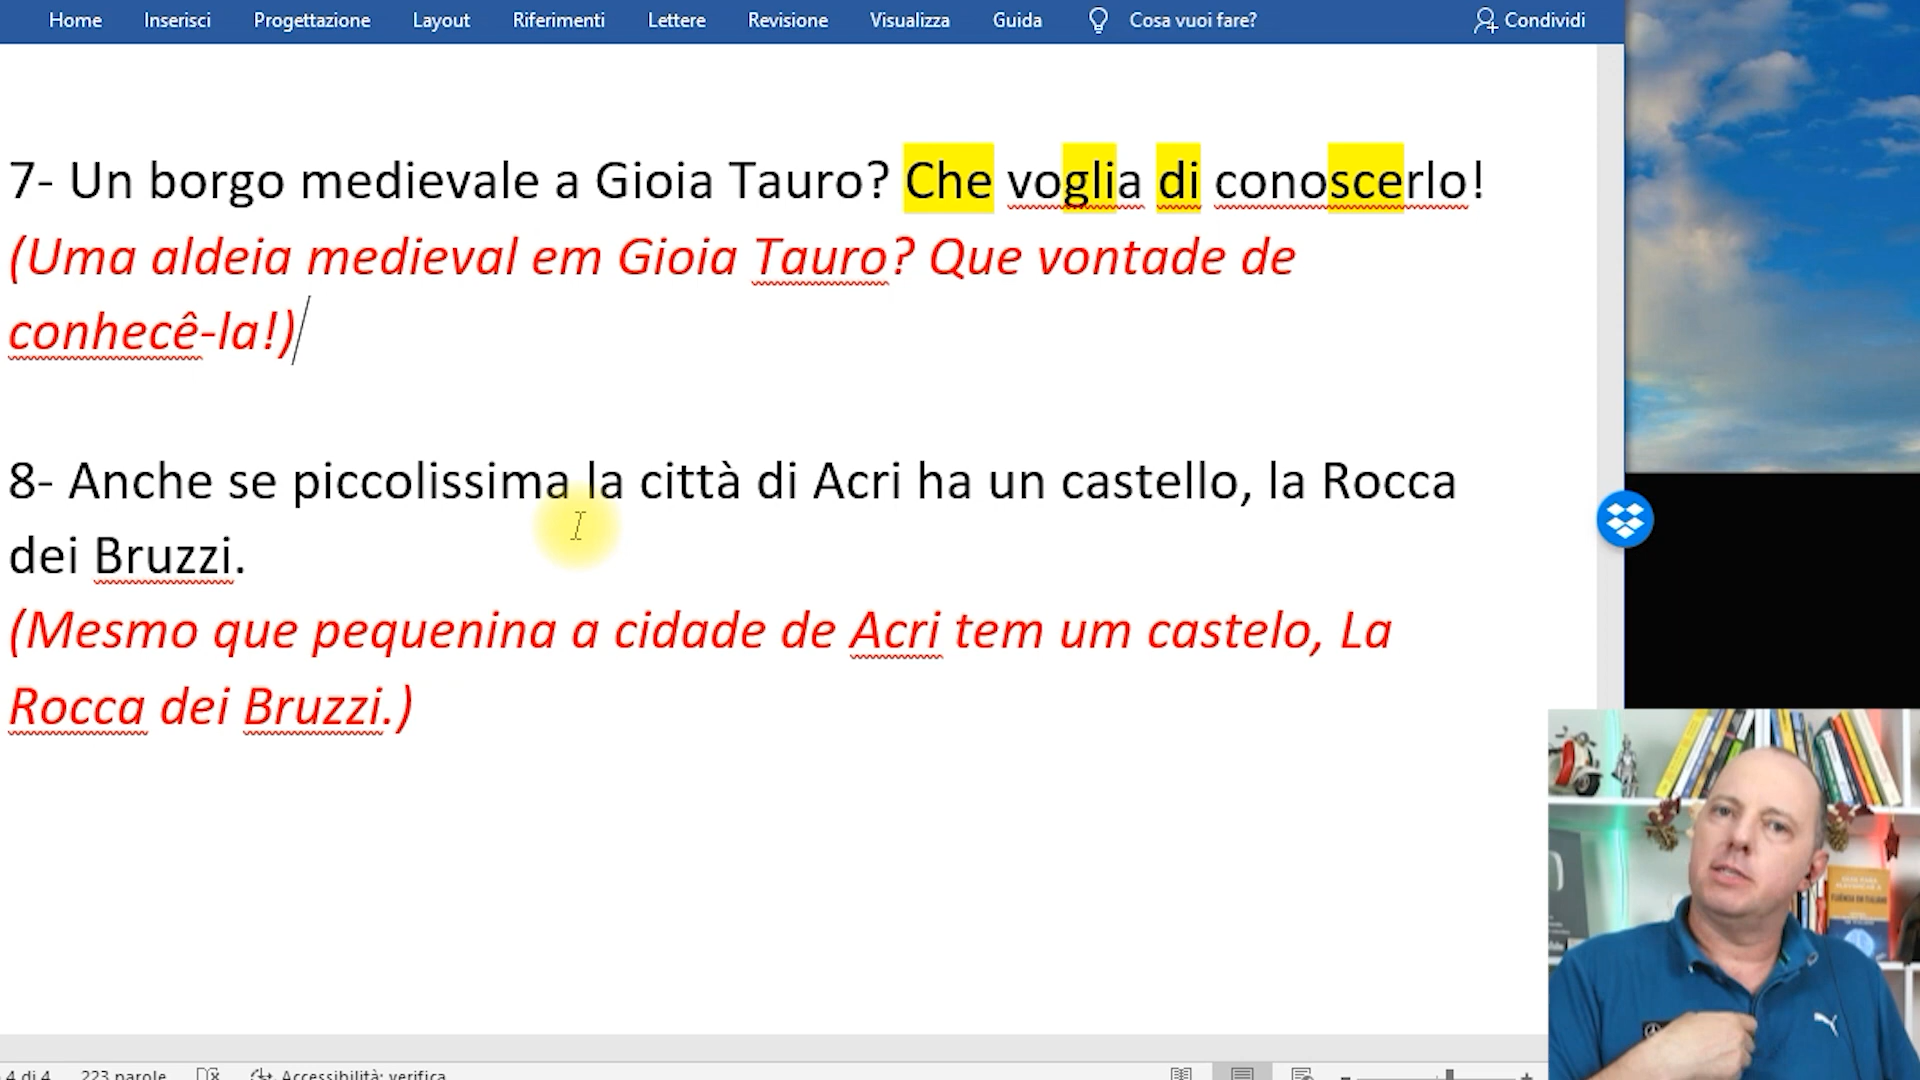 Home Inserisci Progettazione Layout Riferimenti Lettere Revisione Visualizza Guida Cosa vuoi fare? Condividi
7- Un borgo medievale a Gioia Tauro? Che voglia di conoscerlo!
(Uma aldeia medieval em Gioia Tauro? Que vontade de
conhecê-la!)
8- Anche se piccolissima la città di Acri ha un castello, la Rocca
dei Bruzzi.
(Mesmo que pequenina a cidade de Acri tem um castelo, La
Rocca dei Bruzzi.)
4 di 4 223 parole Accessibilità: verifica